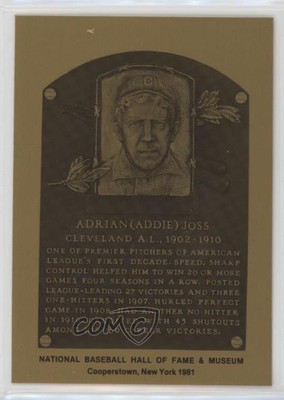 ADRIAN (ADDIE) JOSS
CLEVELAND A.L., 1902-1910
ONE OF PREMIER PITCHERS OF AMERICAN
LEAGUE'S FIRST DECADE. SPEED, SHARP
CONTROL HELPED HIM TO WIN 20 OR MORE
GAMES FOUR SEASONS IN A ROW. POSTED
LEAGUE-LEADING 27 VICTORIES AND THREE
ONE-HITTERS IN 1907. HURLED PERFECT
GAME IN 1908. HAD ANOTHER NO-HITTER
IN 1910. WITH 45 SHUTOUTS
AMONG VICTORIES.
NATIONAL BASEBALL HALL OF FAME & MUSEUM
Cooperstown, New York 1981